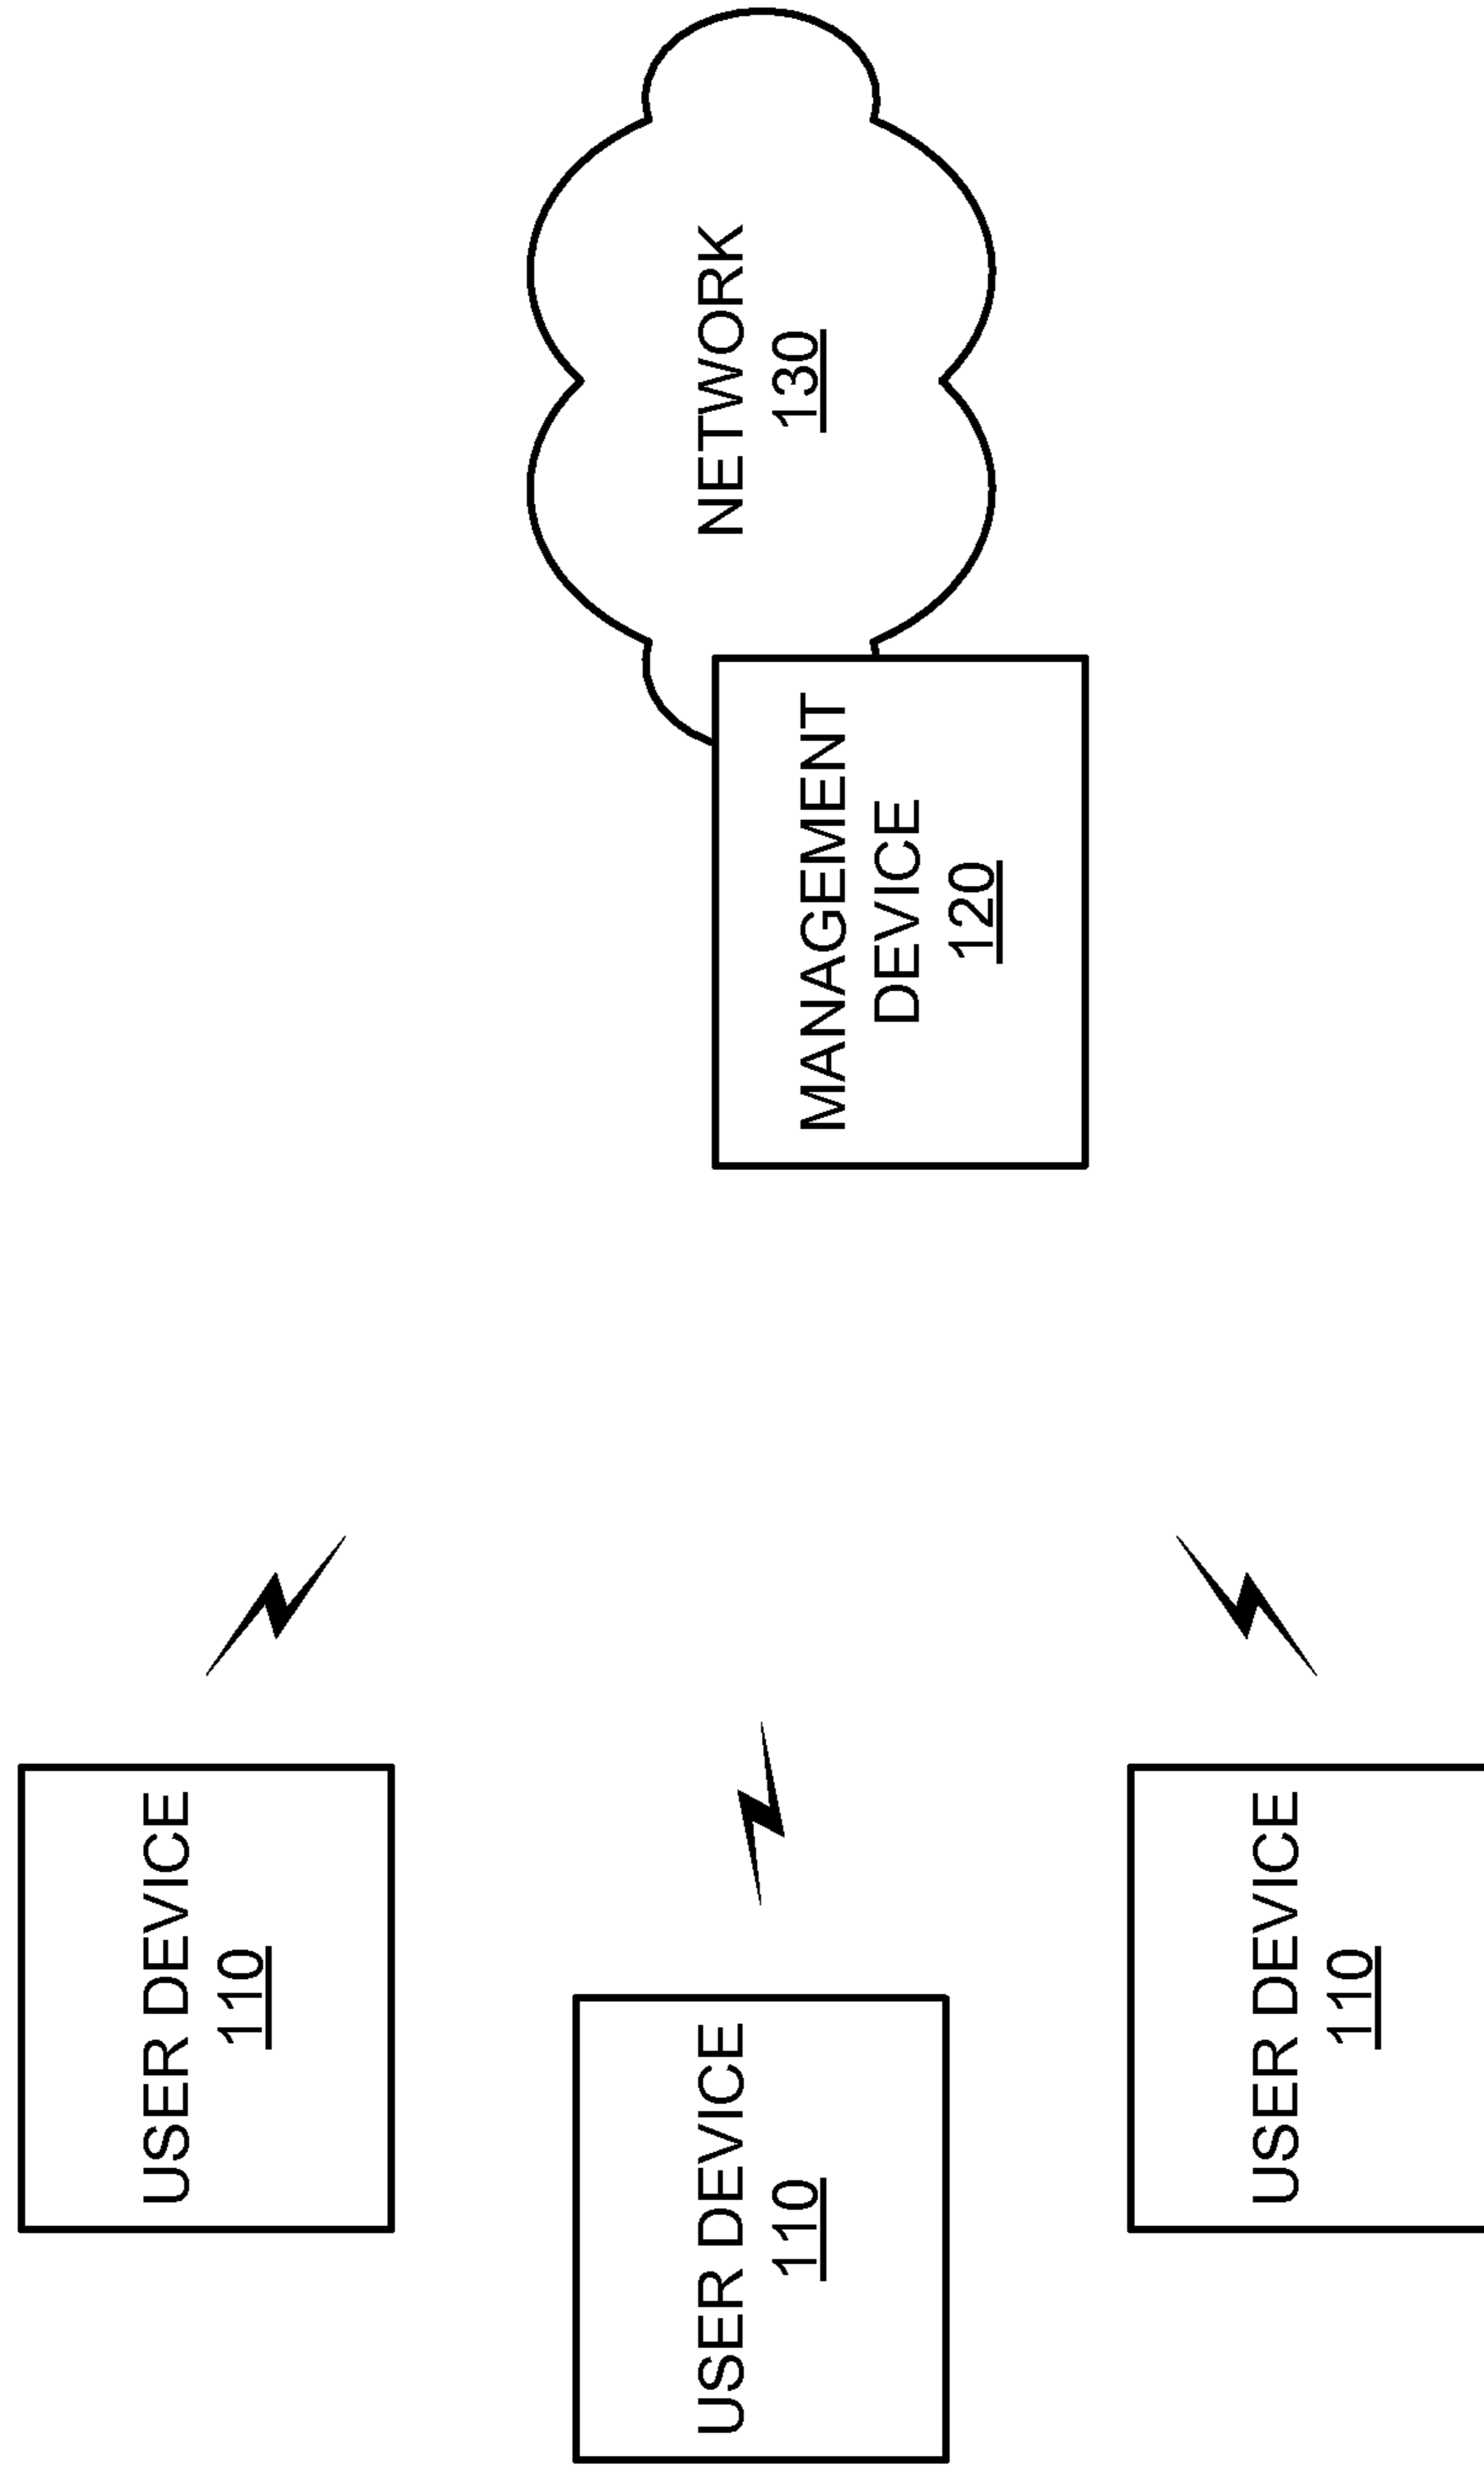 USER DEVICE
110
USER DEVICE
110
USER DEVICE
110
MANAGEMENT
DEVICE
120
NETWORK
130